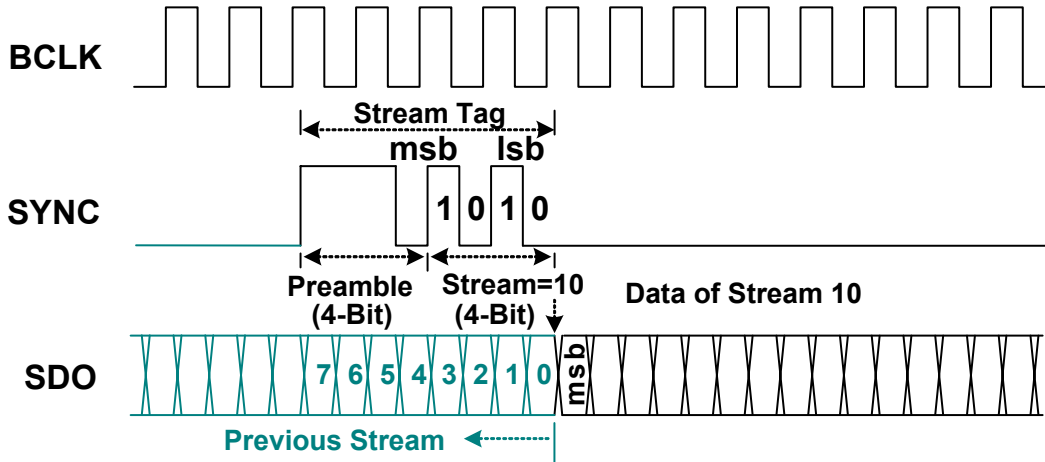 BCLK
Stream Tag
msb lsb
SYNC
1 0 1 0
Preamble
(4-Bit)
Stream=10
(4-Bit)
Data of Stream 10
SDO
7 6 5 4 3 2 1 0
msb
Previous Stream